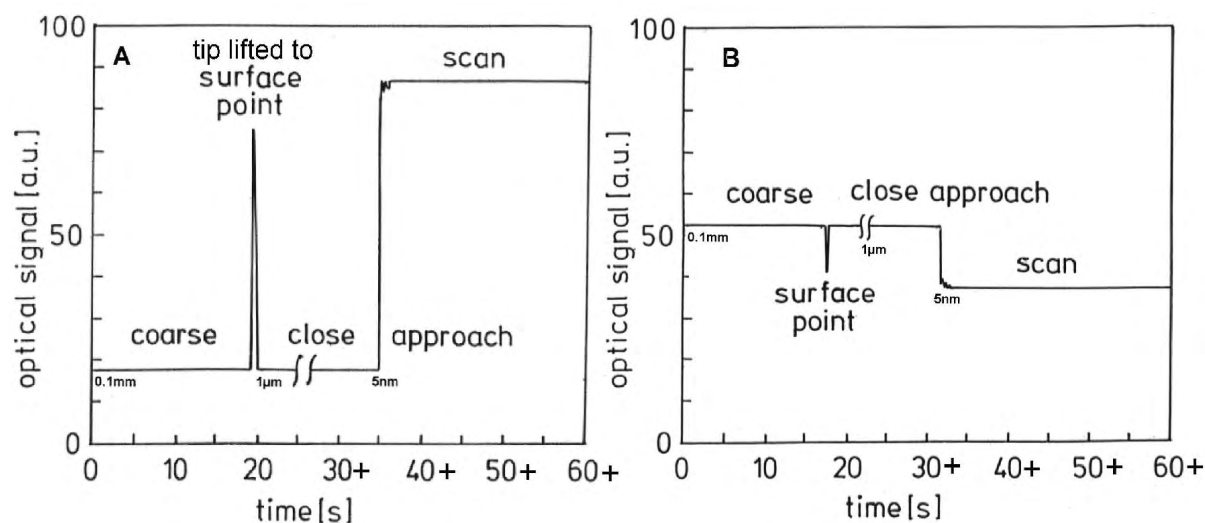 100
50
0
optical signal [a.u.]
A
tip lifted to
surface
point
scan
coarse
close
approach
0.1mm
1μm
5nm
0 10 20 30+ 40+ 50+ 60+
time [s]
100
50
0
optical signal [a.u.]
B
coarse
close approach
0.1mm
1μm
surface
point
scan
5nm
0 10 20 30+ 40+ 50+ 60+
time [s]